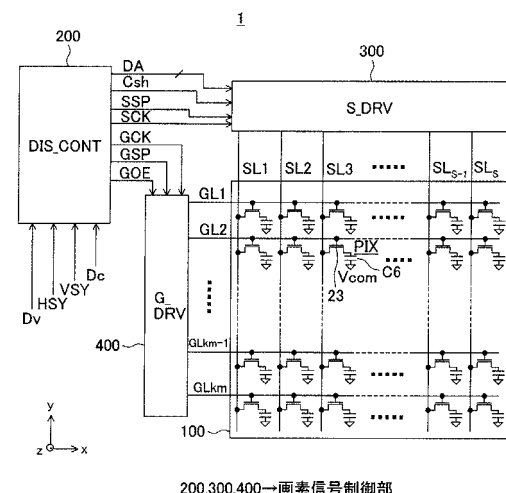 1
200
300
DA
Csh
SSP
SCK
GCK
GSP
GOE
DIS_CONT
S_DRV
SL1 SL2 SL3 ····· SLS-1 SLS
GL1
GL2
PIX
Vcom
C6
23
Dv
HSY
VSY
Dc
G_
DRV
400
GLkm-1
GLkm
100
y
z
x
200,300,400→画素信号制御部